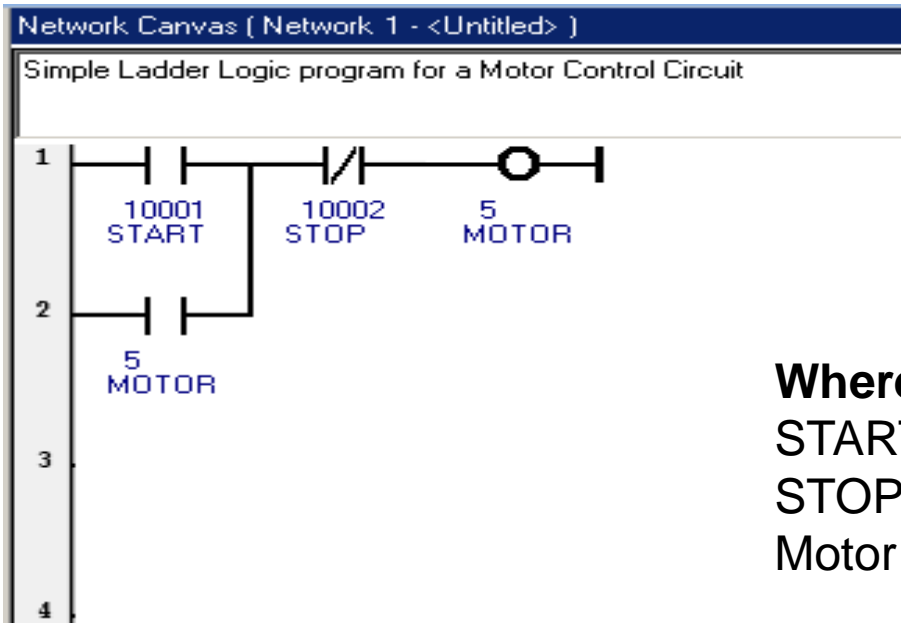 Network Canvas ( Network 1 - <Untitled> )
Simple Ladder Logic program for a Motor Control Circuit
1
10001 10002 5
START STOP MOTOR
2
5
MOTOR
Where
START
STOP
Motor
3
4